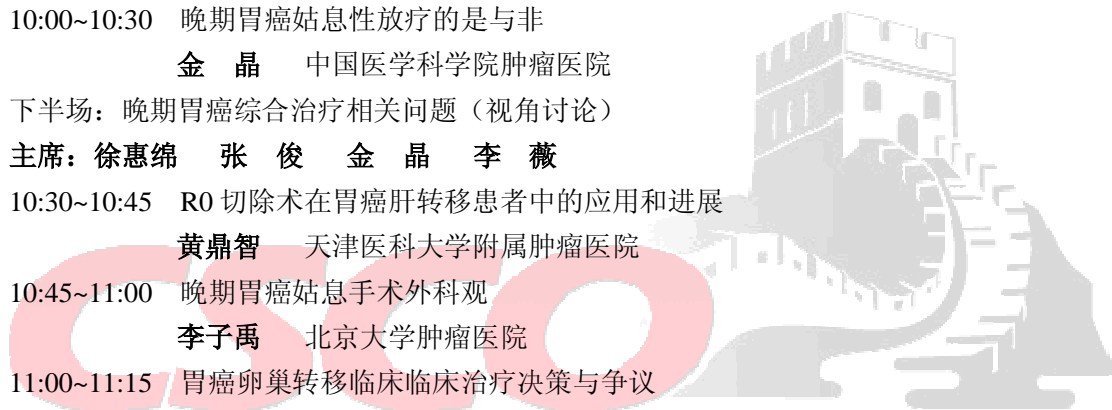 10:00~10:30 晚期胃癌姑息性放疗的是与非
金 晶 中国医学科学院肿瘤医院
下半场：晚期胃癌综合治疗相关问题（视角讨论）
主席：徐惠绵 张 俊 金 晶 李 薇
10:30~10:45 R0 切除术在胃癌肝转移患者中的应用和进展
黄鼎智 天津医科大学附属肿瘤医院
10:45~11:00 晚期胃癌姑息手术外科观
李子禹 北京大学肿瘤医院
11:00~11:15 胃癌卵巢转移临床临床治疗决策与争议
CSCO